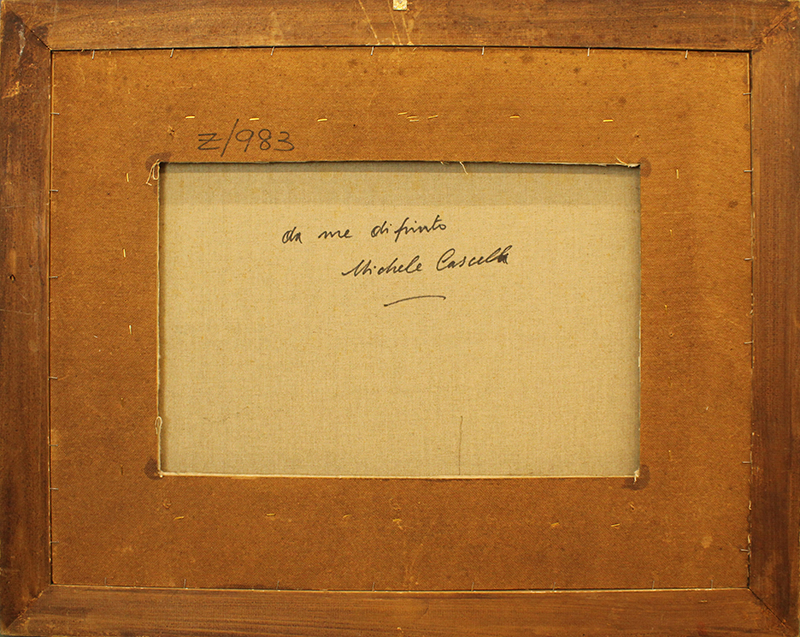 Z/983
da me dipinto
Michele Cascella